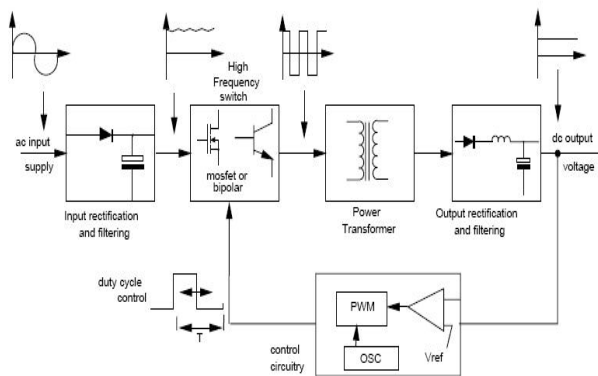 High
Frequency
switch
ac input
supply
mosfet or
bipolar
dc output
voltage
Input rectification
and filtering
Power
Transformer
Output rectification
and filtering
duty cycle
control
T
PWM
OSC
Vref
control
circuitry